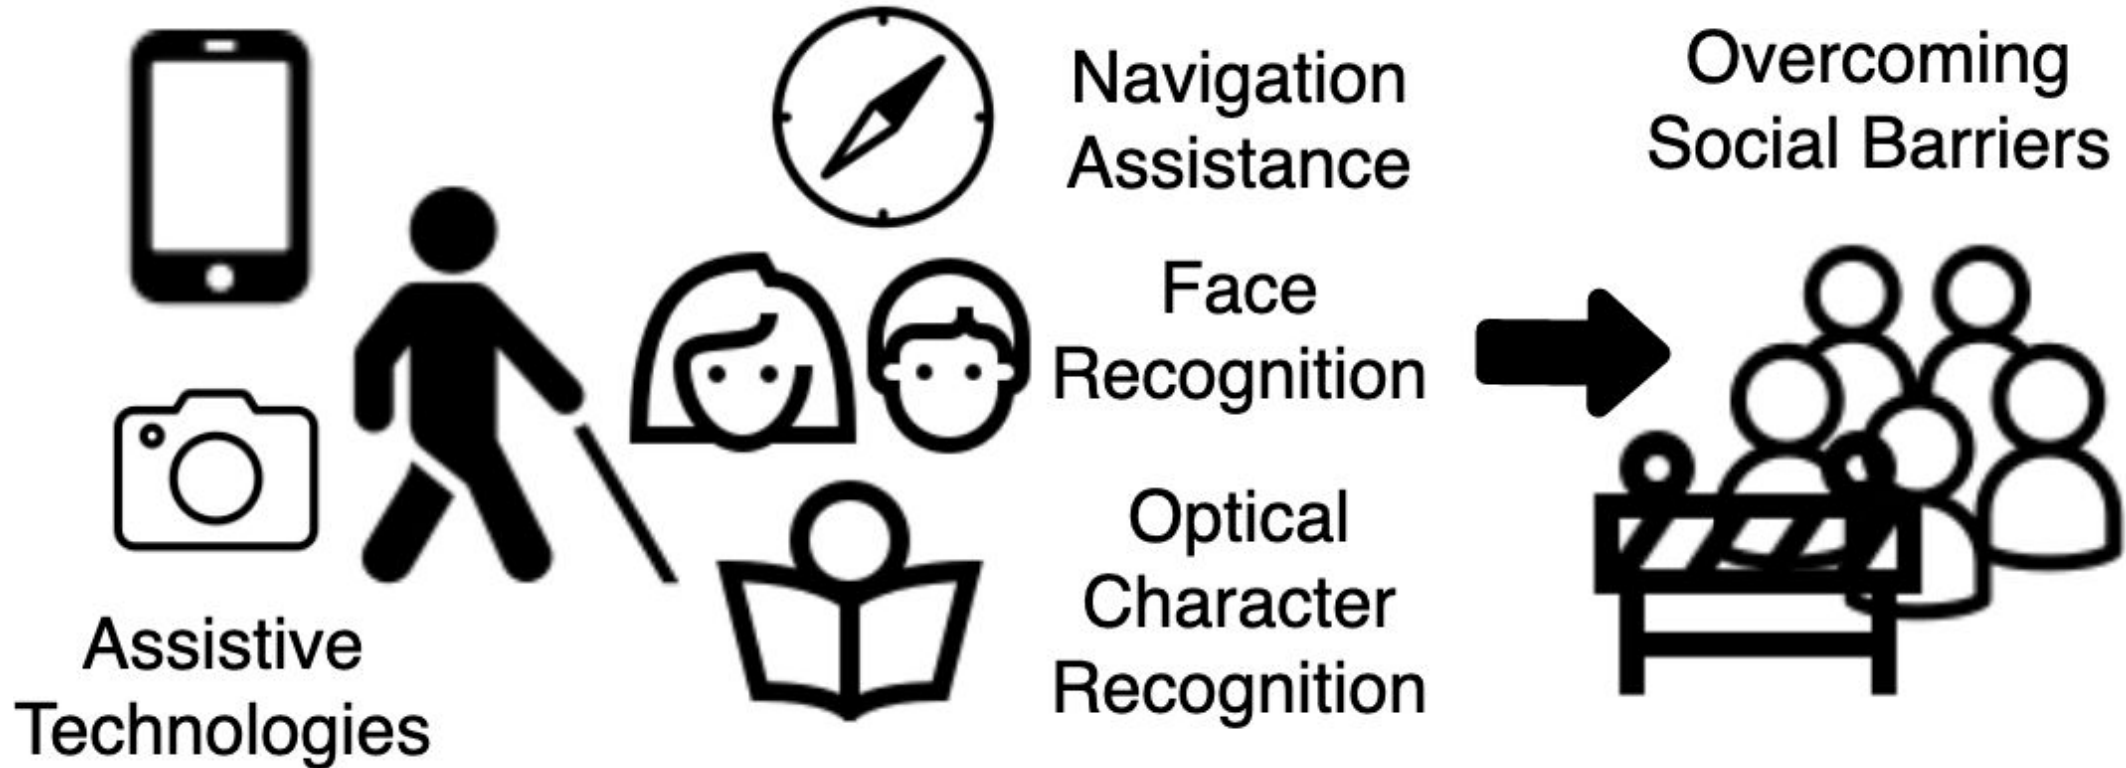 Assistive
Technologies
Navigation
Assistance
Face
Recognition
Optical
Character
Recognition
Overcoming
Social Barriers